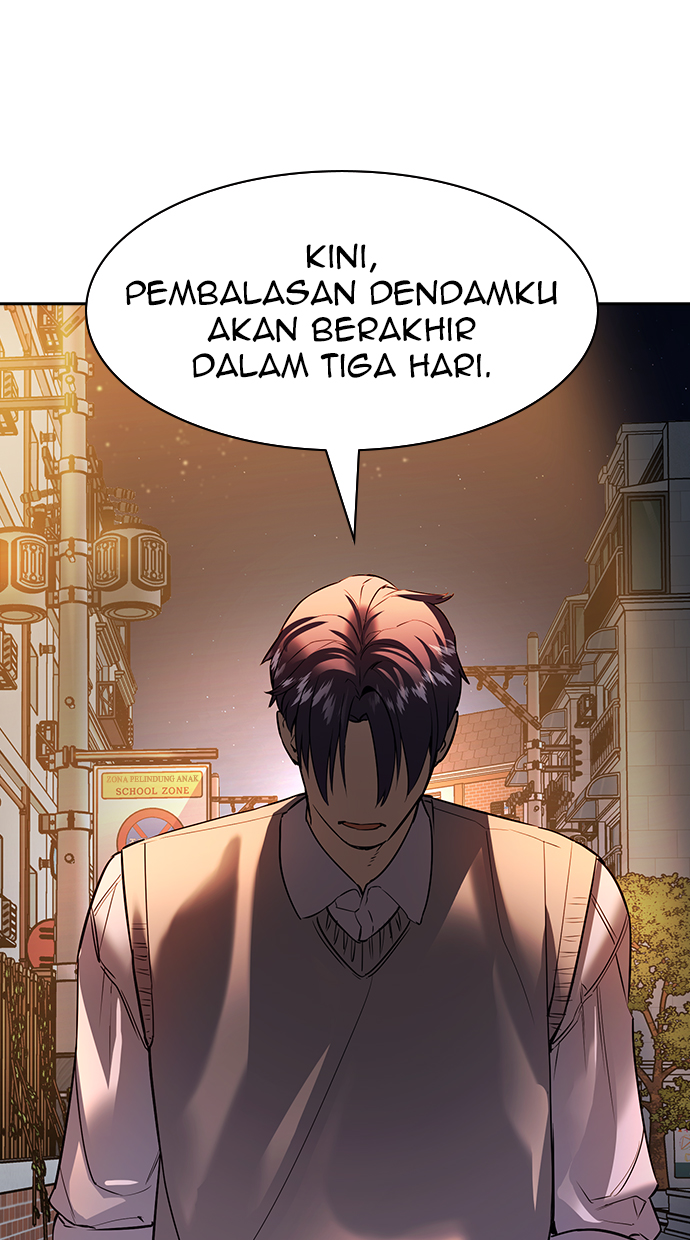 KINI,
PEMBALASAN DENDAMKU
AKAN BERAKHIR
DALAM TIGA HARI.
ZONA PELINDUNG ANAK
SCHOOL ZONE